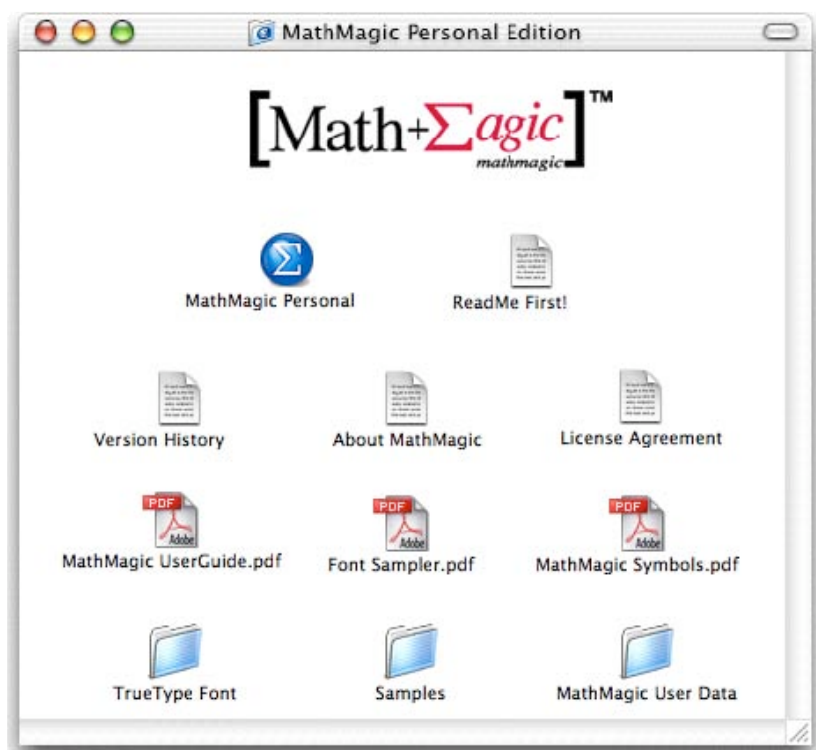 MathMagic Personal Edition
[Math+Σagic]™
mathmagic
MathMagic Personal
ReadMe First!
Version History
About MathMagic
License Agreement
PDF
Adobe
PDF
Adobe
PDF
Adobe
MathMagic UserGuide.pdf
Font Sampler.pdf
MathMagic Symbols.pdf
TrueType Font
Samples
MathMagic User Data